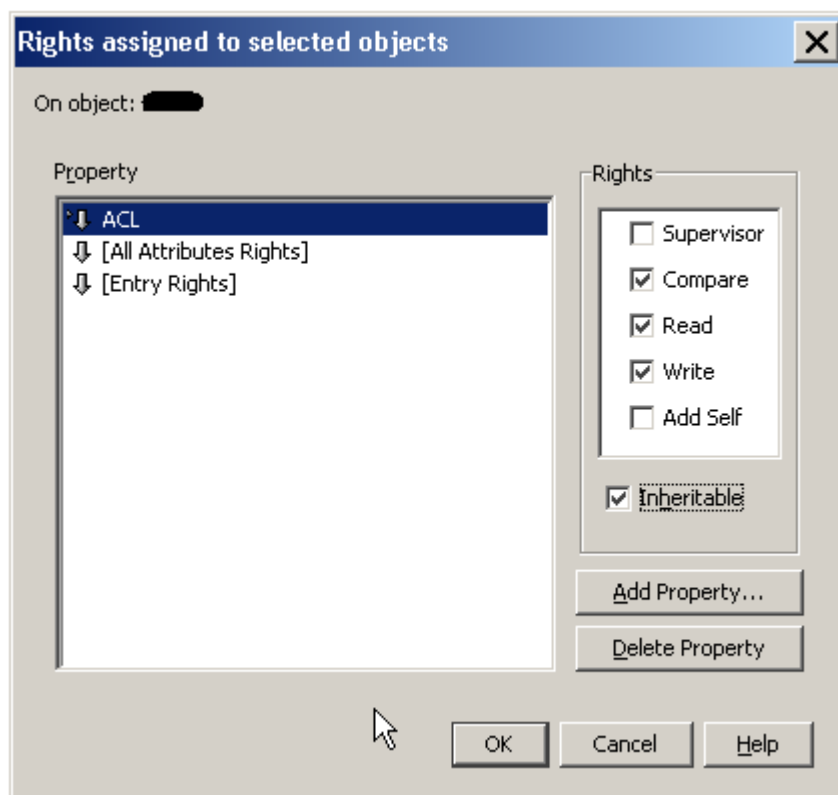 Rights assigned to selected objects
On object:
Property
ACL
[All Attributes Rights]
[Entry Rights]
Rights
Supervisor
Compare
Read
Write
Add Self
Inheritable
Add Property...
Delete Property
OK
Cancel
Help